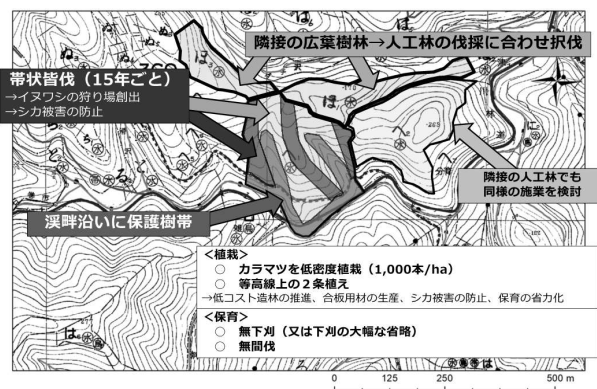 隣接の広葉樹林→人工林の伐採に合わせ択伐
帯状皆伐（15年ごと）
→イヌワシの狩り場創出
→シカ被害の防止
隣接の人工林でも
同様の施業を検討
渓畔沿いに保護樹帯
＜植栽＞
○ カラマツを低密度植栽（1,000本/ha）
○ 等高線上の２条植え
→低コスト造林の推進、合板用材の生産、シカ被害の防止、保育の省力化
＜保育＞
○ 無下刈（又は下刈の大幅な省略）
○ 無間伐
0 125 250 500 m